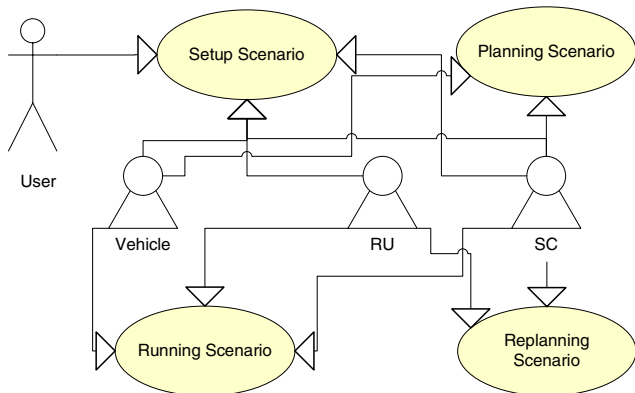 Setup Scenario
Planning Scenario
User
Vehicle
RU
SC
Running Scenario
Replanning
Scenario